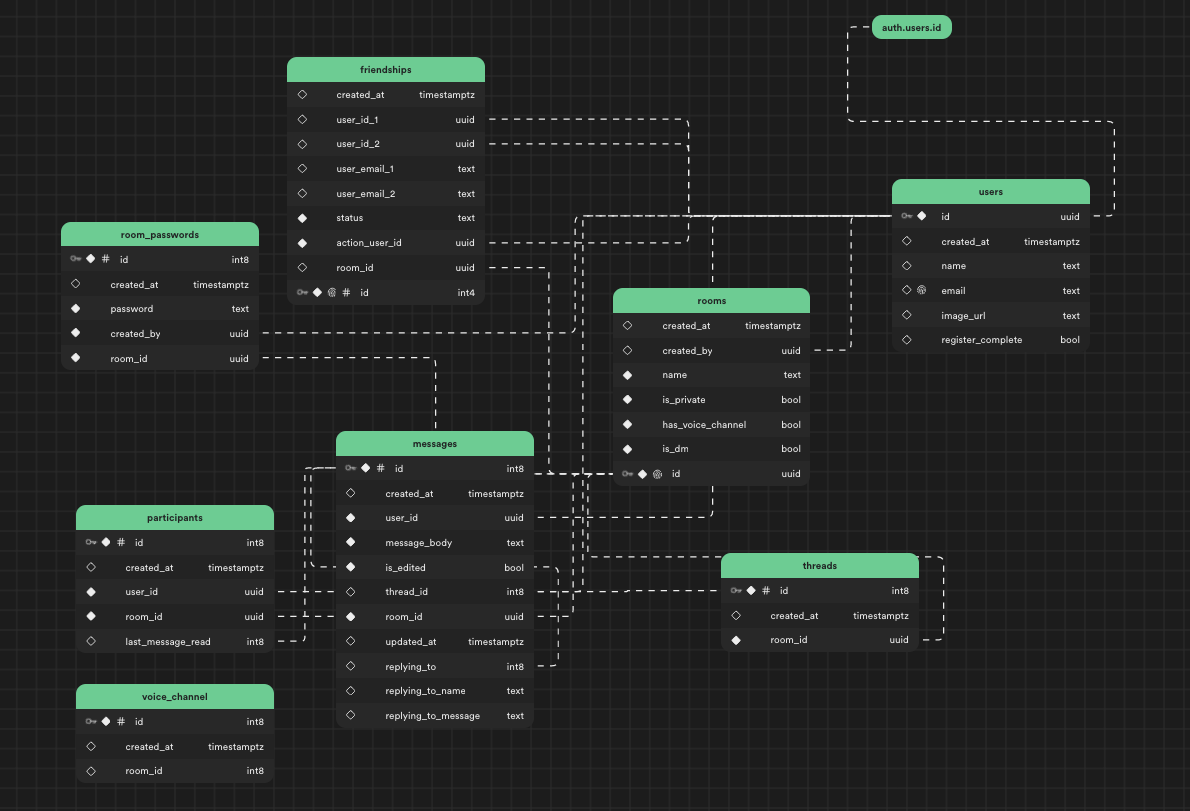 auth.users.id
friendships
created_at timestamptz
user_id_1 uuid
user_id_2 uuid
user_email_1 text
user_email_2 text
status text
action_user_id uuid
room_id uuid
# id int4
users
id uuid
created_at timestamptz
name text
email text
image_url text
register_complete bool
room_passwords
# id int8
created_at timestamptz
password text
created_by uuid
room_id uuid
rooms
created_at timestamptz
created_by uuid
name text
is_private bool
has_voice_channel bool
is_dm bool
id uuid
messages
# id int8
created_at timestamptz
user_id uuid
message_body text
is_edited bool
thread_id int8
room_id uuid
updated_at timestamptz
replying_to int8
replying_to_name text
replying_to_message text
participants
# id int8
created_at timestamptz
user_id uuid
room_id uuid
last_message_read int8
threads
# id int8
created_at timestamptz
room_id uuid
voice_channel
# id int8
created_at timestamptz
room_id int8